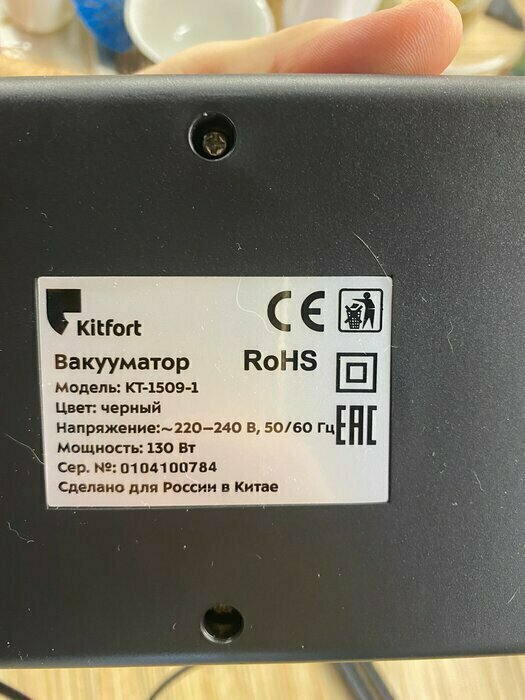 Kitfort
CE
Вакууматор
RoHS
Модель: КТ-1509-1
Цвет: черный
Напряжение:~220–240 В, 50/60 Гц
Мощность: 130 Вт
EAC
Сер. №: 0104100784
Сделано для России в Китае